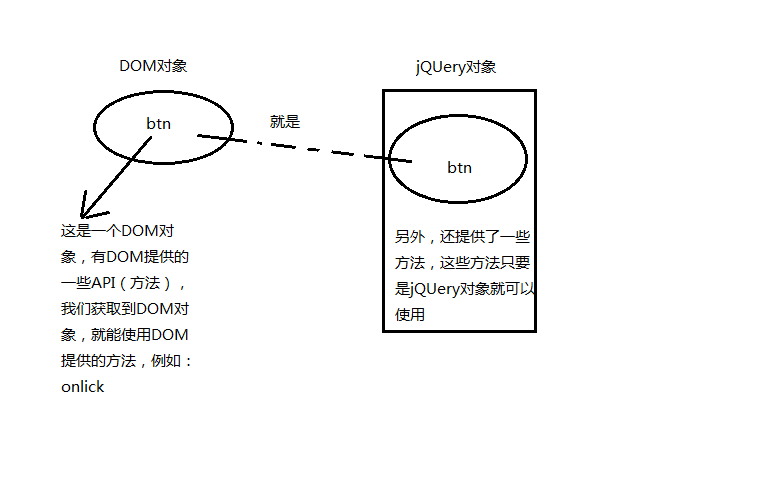 DOM对象
jQUery对象
btn
就是
btn
这是一个DOM对
象，有DOM提供的
一些API（方法），
我们获取到DOM对
象，就能使用DOM
提供的方法，例如：
onlick
另外，还提供了一些
方法，这些方法只要
是jQUery对象就可以
使用